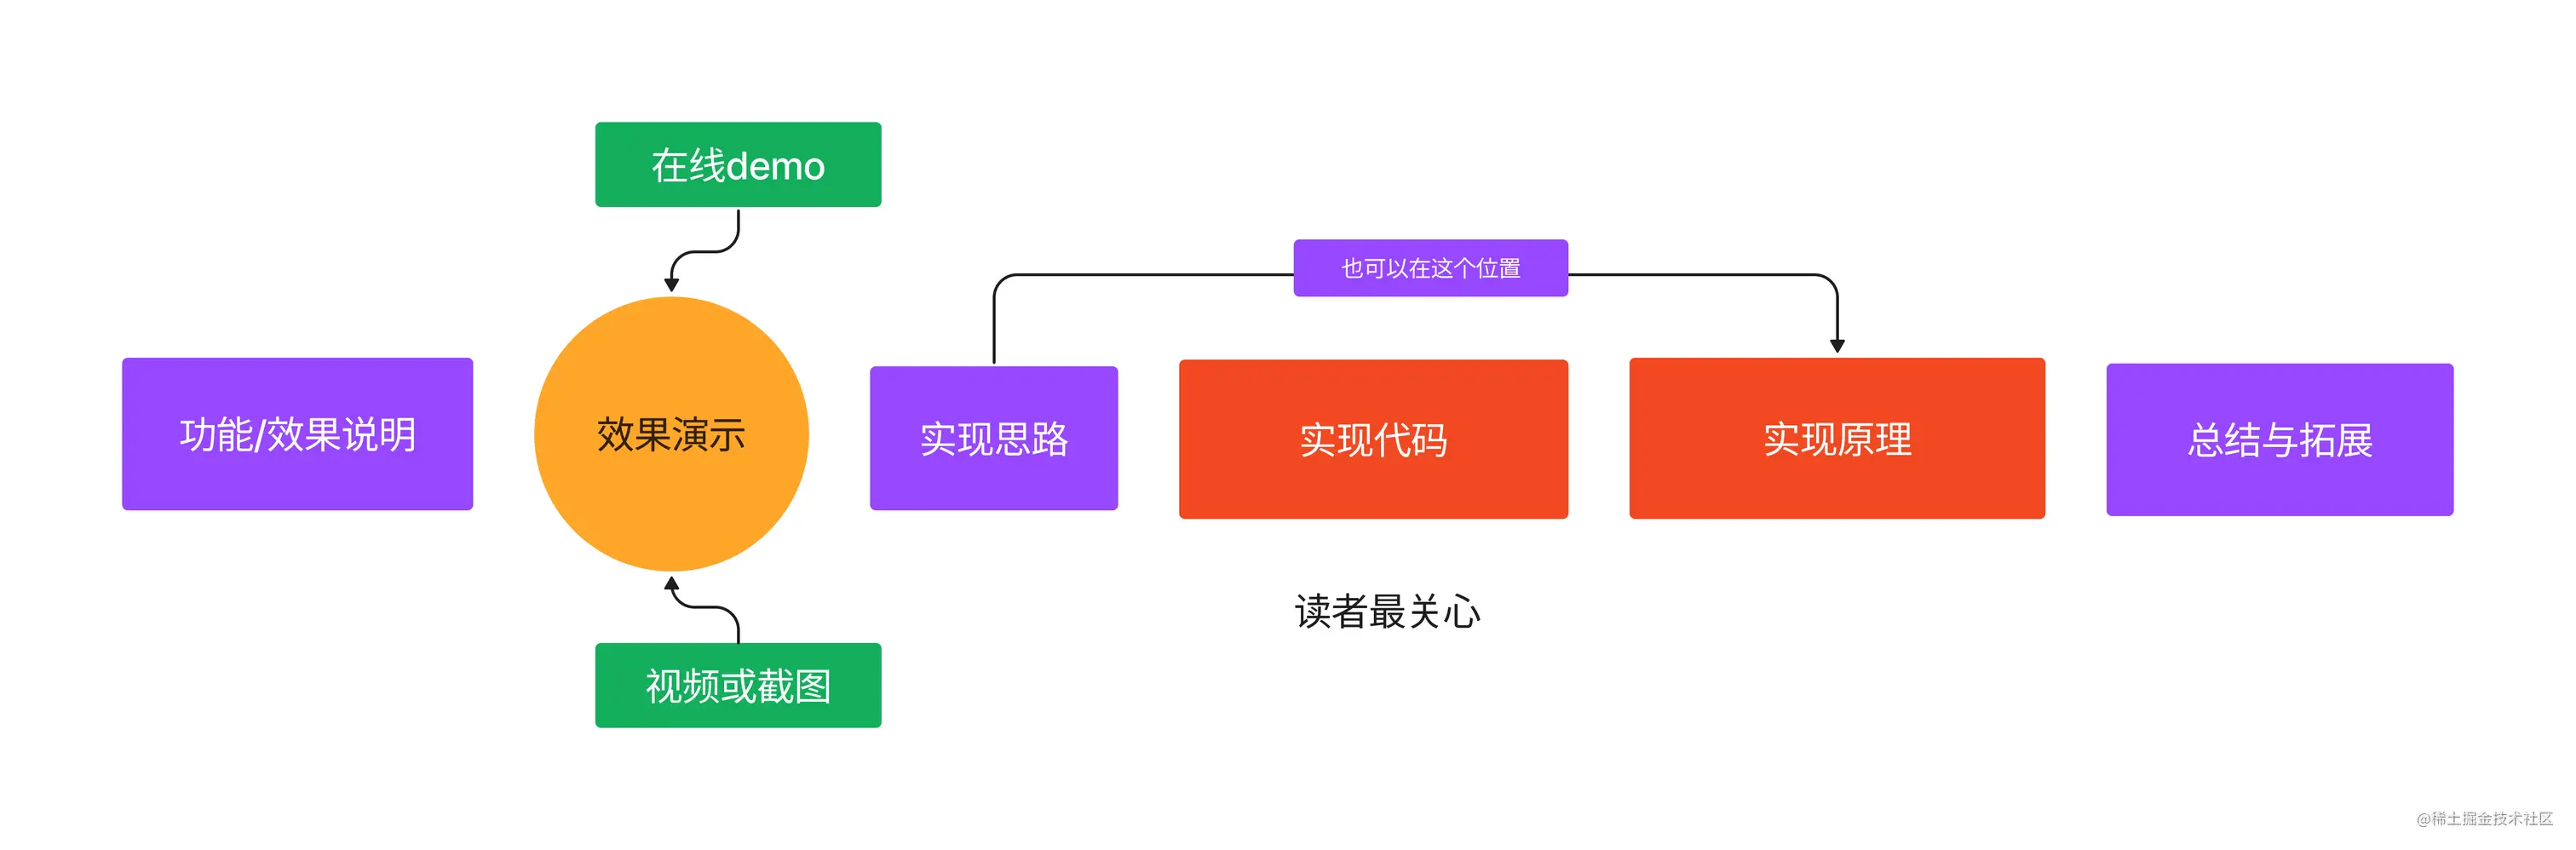 在线demo
也可以在这个位置
功能/效果说明
效果演示
实现思路
实现代码
实现原理
总结与拓展
读者最关心
视频或截图
@稀土掘金技术社区